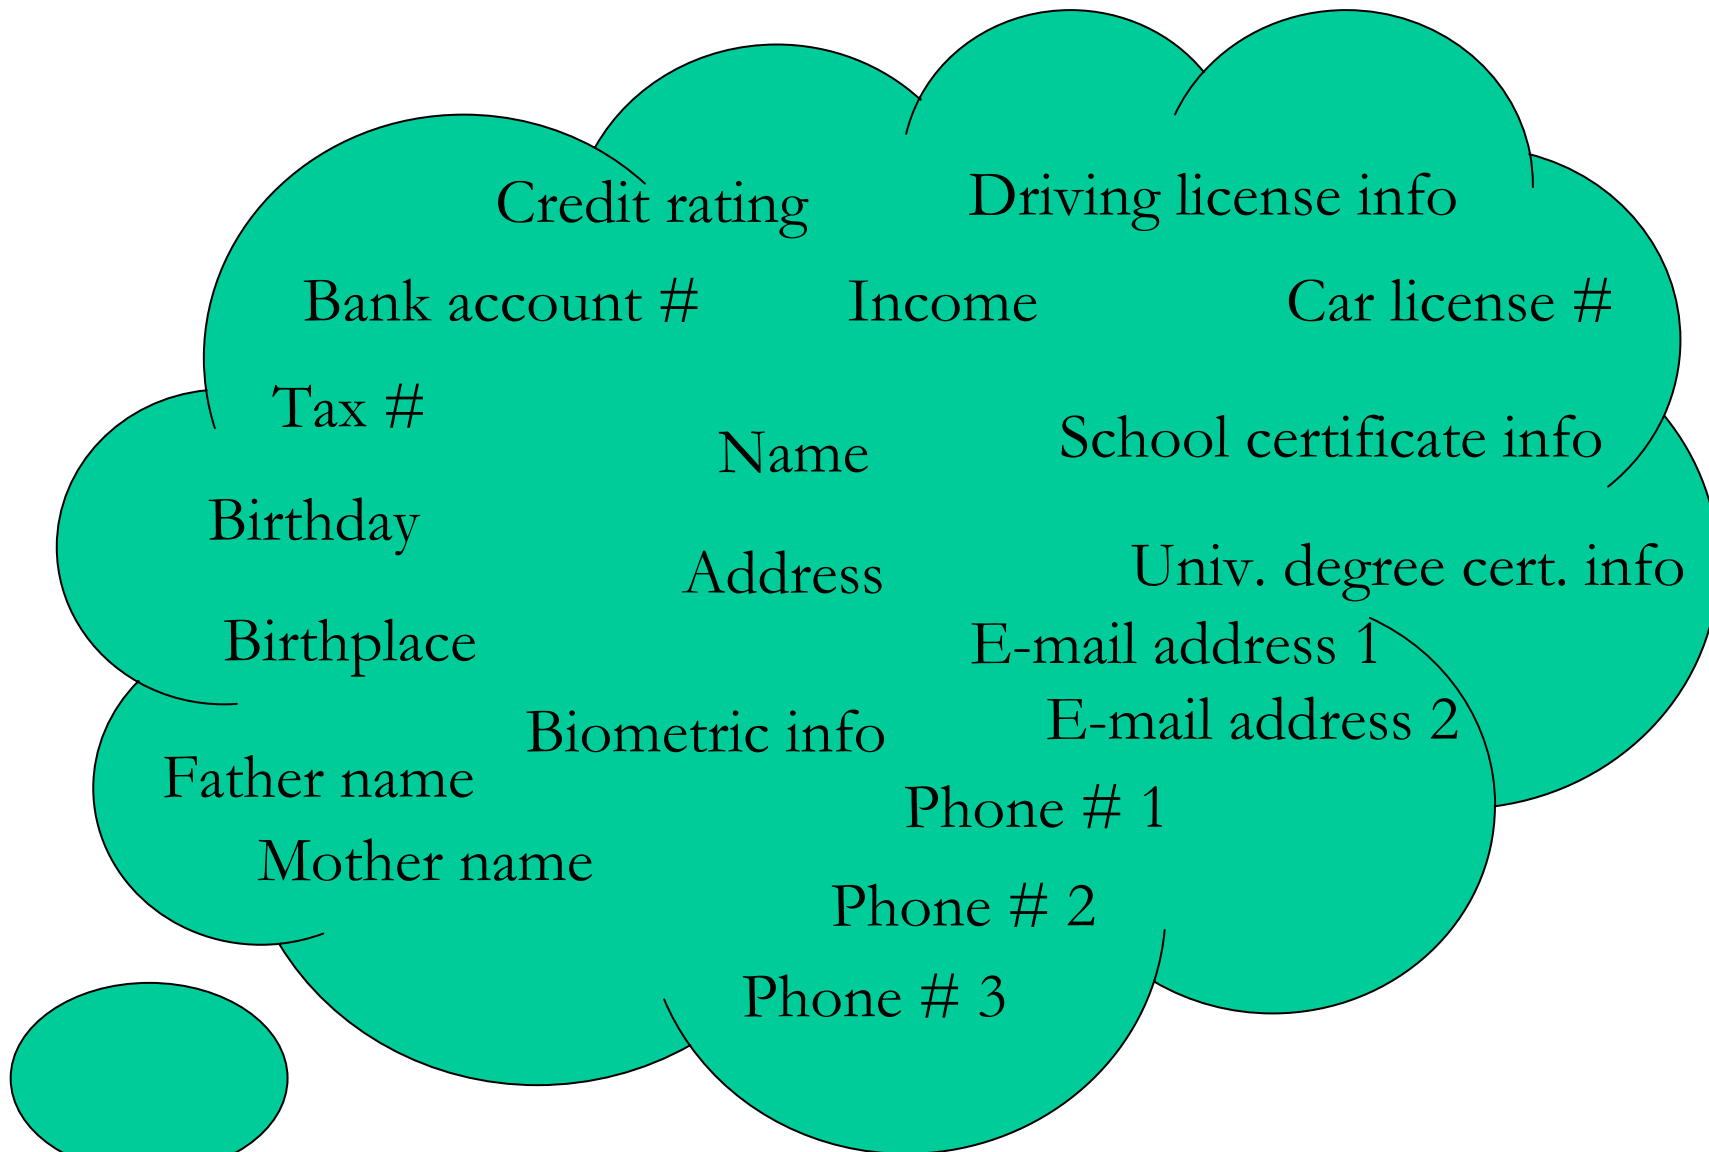 Credit rating
Driving license info
Bank account #
Income
Car license #
Tax #
Name
School certificate info
Birthday
Address
Univ. degree cert. info
Birthplace
E-mail address 1
E-mail address 2
Biometric info
Father name
Phone # 1
Mother name
Phone # 2
Phone # 3